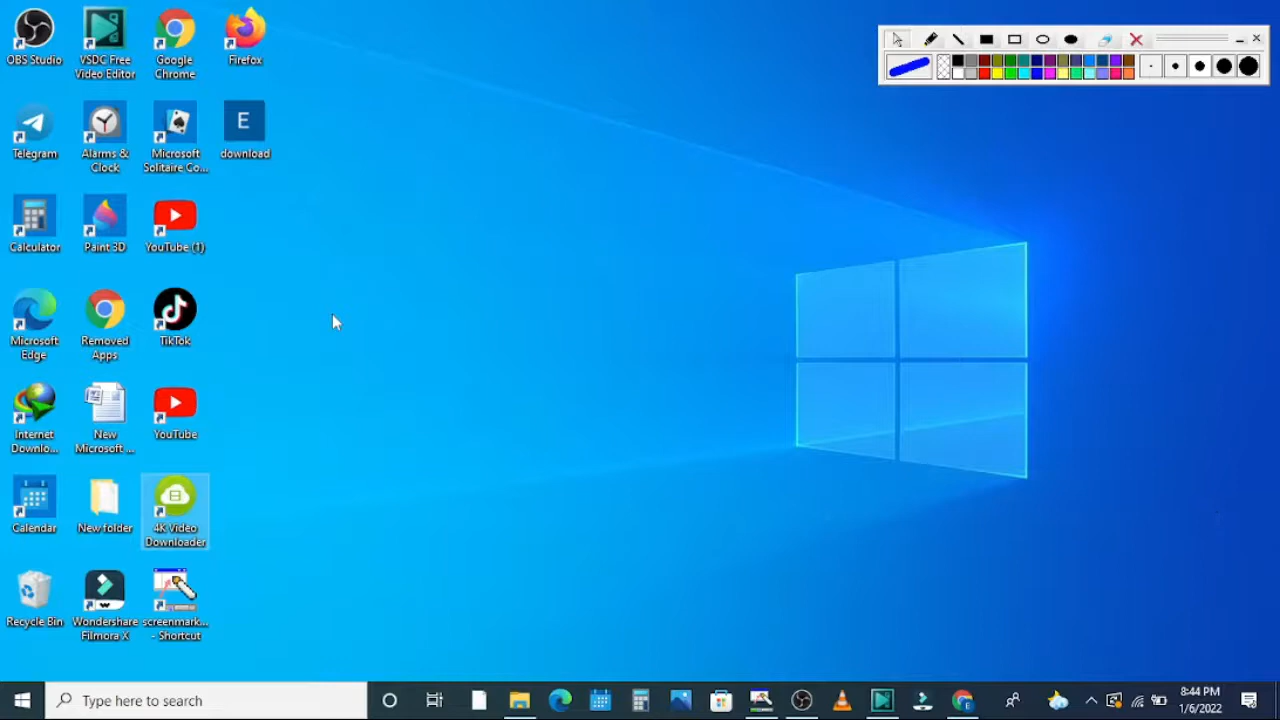 OBS Studio
VSDC Free
Video Editor
Google
Chrome
Firefox
Telegram
Alarms &
Clock
Microsoft
Solitaire Co...
E
download
Calculator
Paint 3D
YouTube (1)
Microsoft
Edge
Removed
Apps
TikTok
Internet
Downlo...
New
Microsoft ...
YouTube
Calendar
New folder
4K Video
Downloader
Recycle Bin
Wondershare
Filmora X
screenmark...
- Shortcut
Type here to search
8:44 PM
1/6/2022